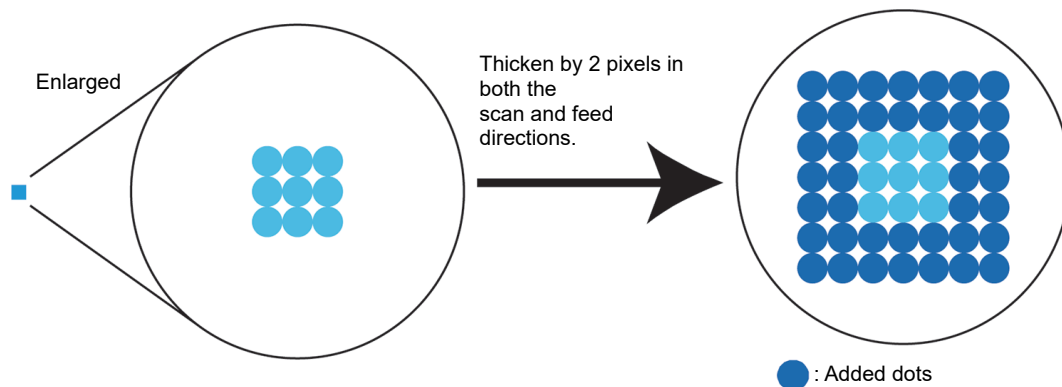 Enlarged
Thicken by 2 pixels in
both the
scan and feed
directions.
: Added dots